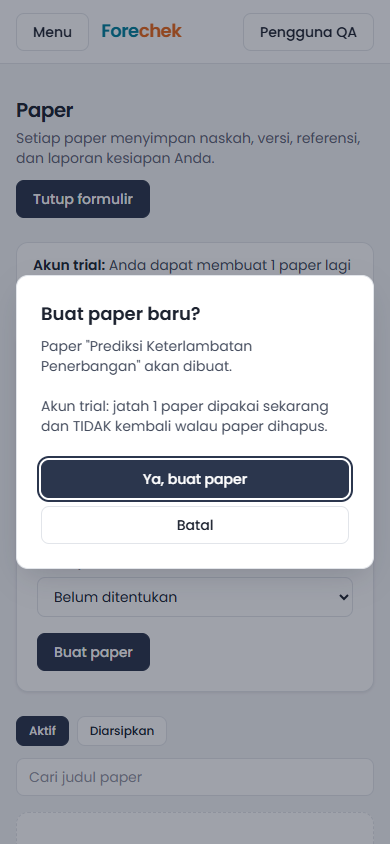 Menu
Forechek
Pengguna QA
Paper
Setiap paper menyimpan naskah, versi, referensi,
dan laporan kesiapan Anda.
Tutup formulir
Akun trial: Anda dapat membuat 1 paper lagi
Buat paper baru?
Paper "Prediksi Keterlambatan
Penerbangan" akan dibuat.
Akun trial: jatah 1 paper dipakai sekarang
dan TIDAK kembali walau paper dihapus.
Ya, buat paper
Batal
Belum ditentukan
Buat paper
Aktif
Diarsipkan
Cari judul paper